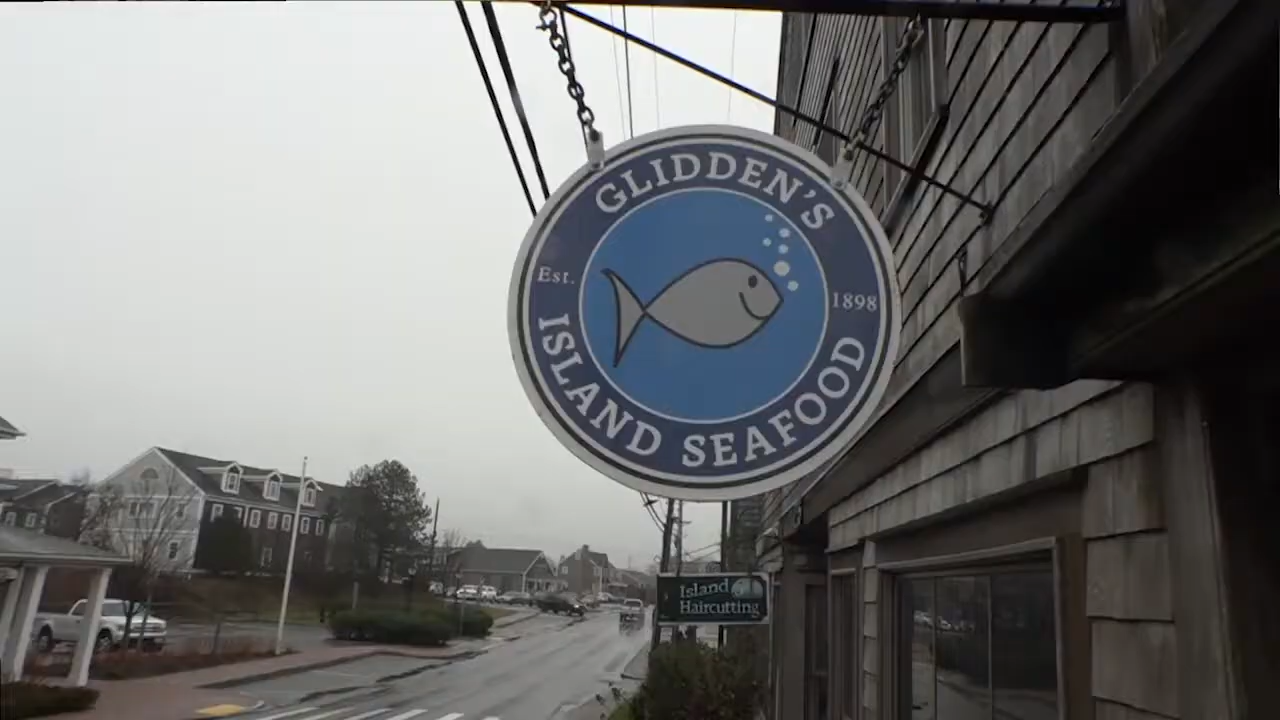 GLIDDEN'S
Est. 1898
ISLAND SEAFOOD
Island
Haircutting